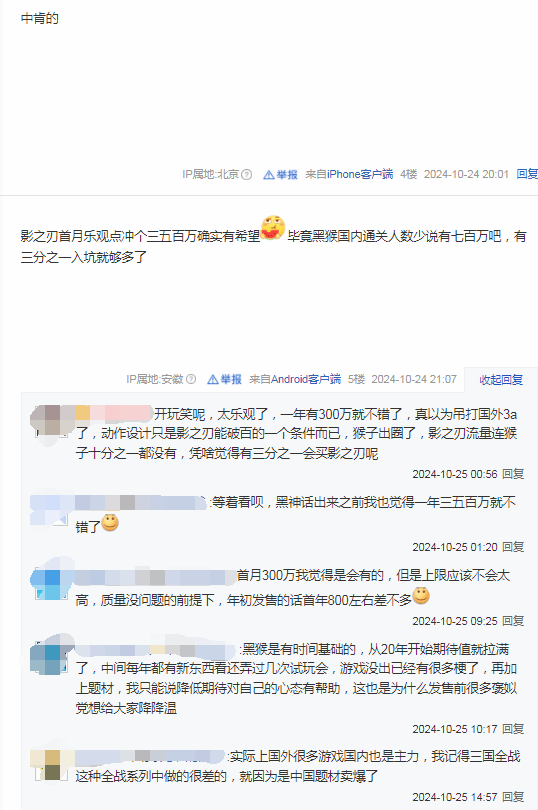 中肯的
IP属地:北京 举报 来自iPhone客户端 4楼 2024-10-24 20:01 回复
影之刃首月乐观点冲个三五百万确实有希望 毕竟黑猴国内通关人数少说有七百万吧，有
三分之一入坑就够多了
IP属地:安徽 举报 来自Android客户端 5楼 2024-10-24 21:07 收起回复
开玩笑呢，太乐观了，一年有300万就不错了，真以为吊打国外3a
了，动作设计只是影之刃能破百的一个条件而已，猴子出圈了，影之刃流量连猴
子十分之一都没有，凭啥觉得有三分之一会买影之刃呢
2024-10-25 00:56 回复
:等着看呗，黑神话出来之前我也觉得一年三五百万就不
错了
2024-10-25 01:20 回复
首月300万我觉得是会有的，但是上限应该不会太
高，质量没问题的前提下，年初发售的话首年800左右差不多
2024-10-25 09:25 回复
:黑猴是有时间基础的，从20年开始期待值就拉满
了，中间每年都有新东西看还弄过几次试玩会，游戏没出已经有很多梗了，再加
上题材，我只能说降低期待对自己的心态有帮助，这也是为什么发售前很多褒姒
党想给大家降降温
2024-10-25 10:17 回复
:实际上国外很多游戏国内也是主力，我记得三国全战
这种全战系列中做的很差的，就因为是中国题材卖爆了
2024-10-25 14:57 回复